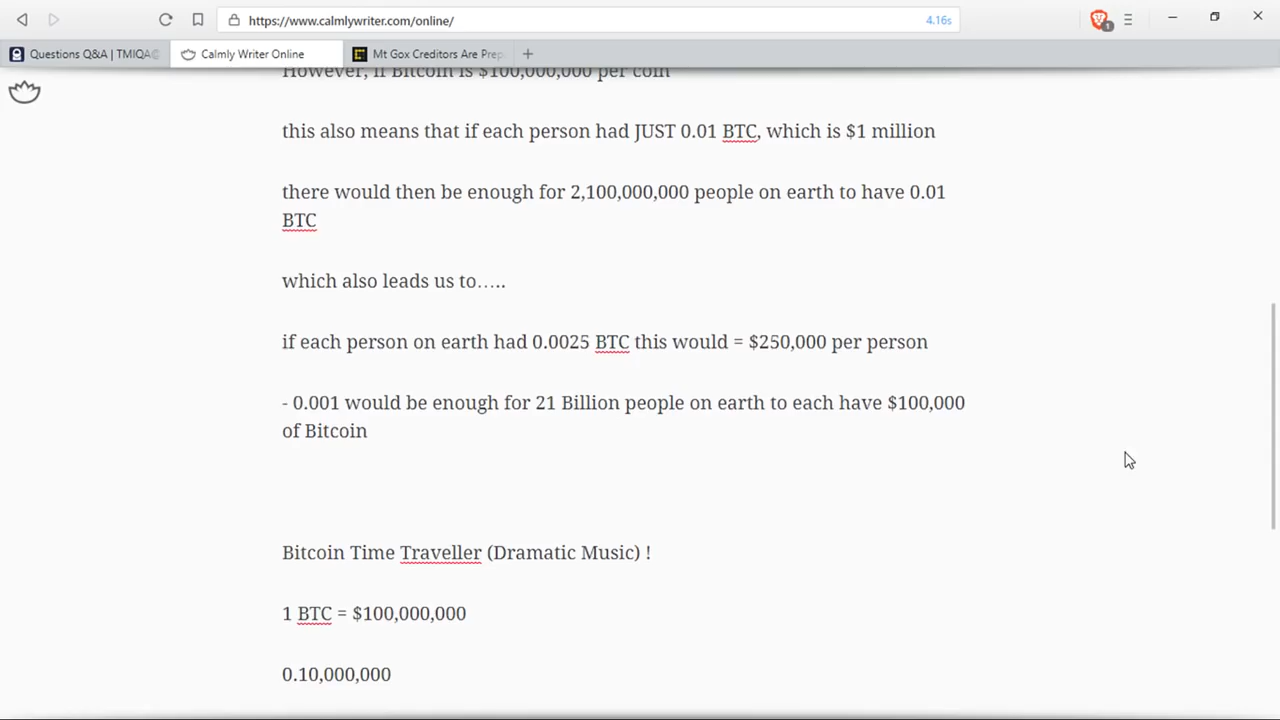 https://www.calmlywriter.com/online/
4.16s
1
Questions Q&A | TMIQA
Calmly Writer Online
Mt Gox Creditors Are Prep
However, if Bitcoin is $100,000,000 per coin
this also means that if each person had JUST 0.01 BTC, which is $1 million
there would then be enough for 2,100,000,000 people on earth to have 0.01
BTC
which also leads us to…..
if each person on earth had 0.0025 BTC this would = $250,000 per person
- 0.001 would be enough for 21 Billion people on earth to each have $100,000
of Bitcoin
Bitcoin Time Traveller (Dramatic Music) !
1 BTC = $100,000,000
0.10,000,000